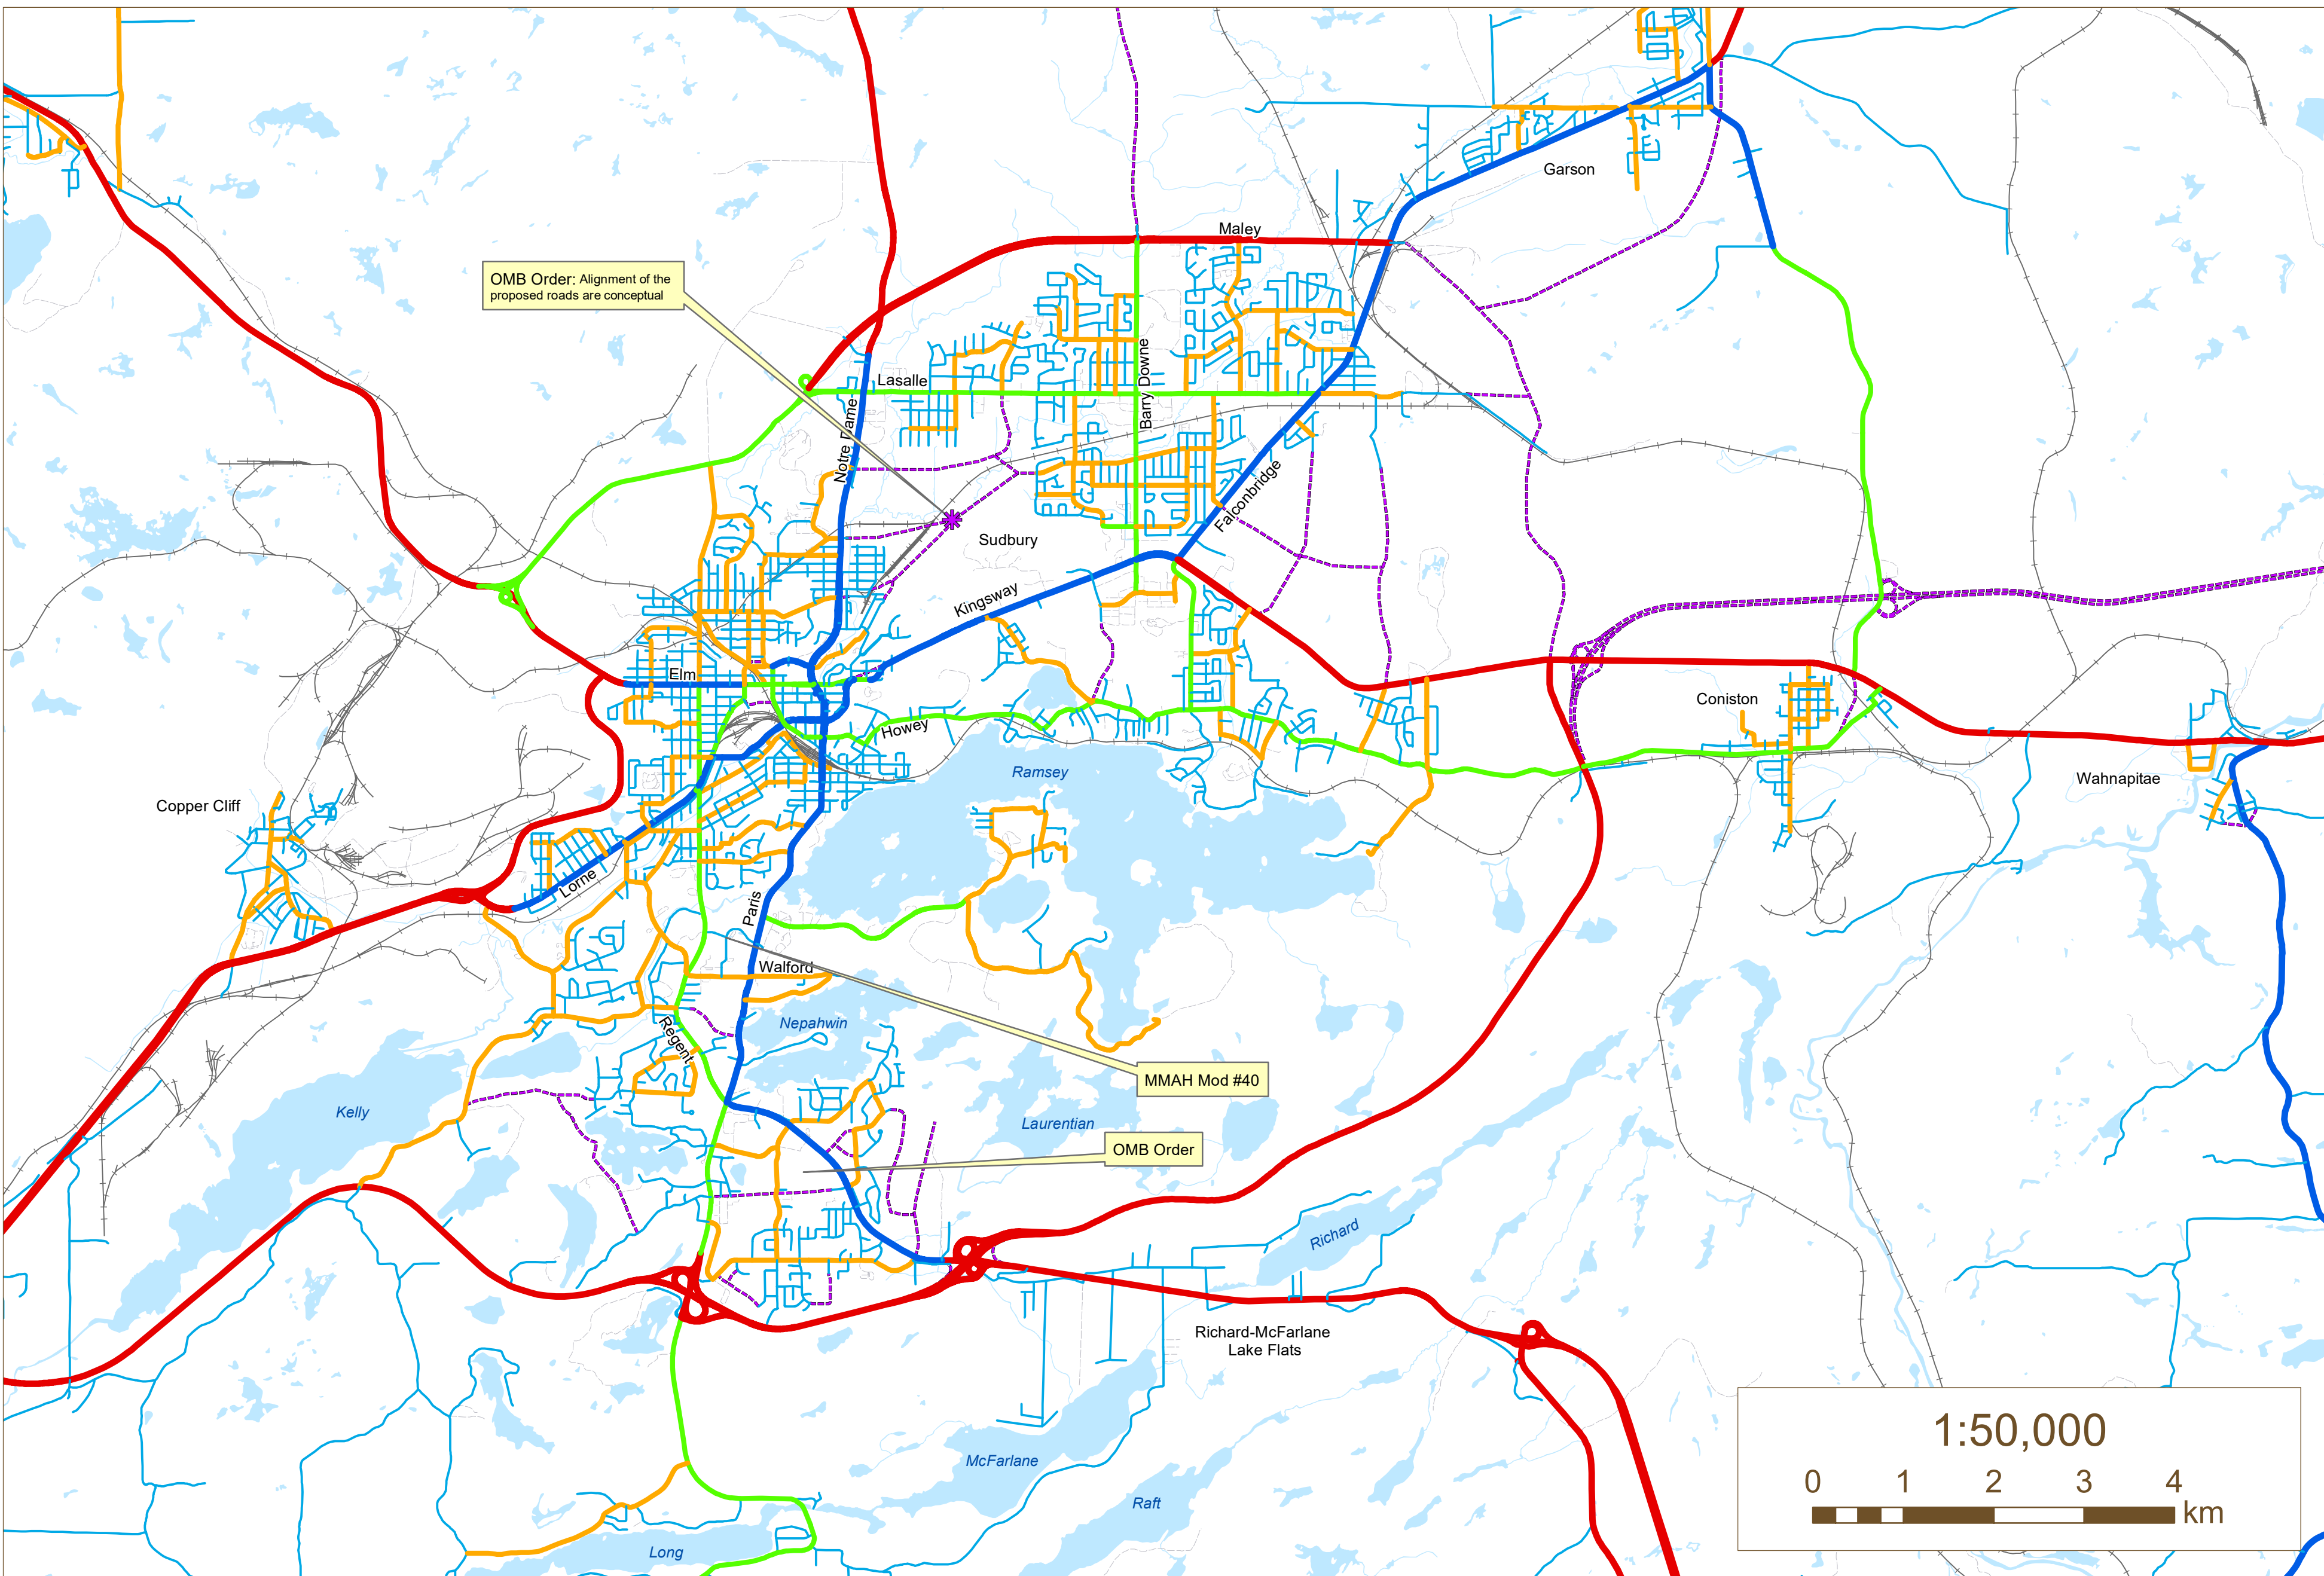 Garson
Maley
OMB Order: Alignment of the
proposed roads are conceptual
Barry Downe
Lasalle
Notre Dame
Falconbridge
Sudbury
Kingsway
Elm
Coniston
Howey
Ramsey
Wahnapitae
Copper Cliff
Lorne
Paris
Walford
Nepahwin
Regent
MMAH Mod #40
Kelly
Laurentian
OMB Order
Richard
Richard-McFarlane
Lake Flats
1:50,000
0 1 2 3 4
km
McFarlane
Raft
Long